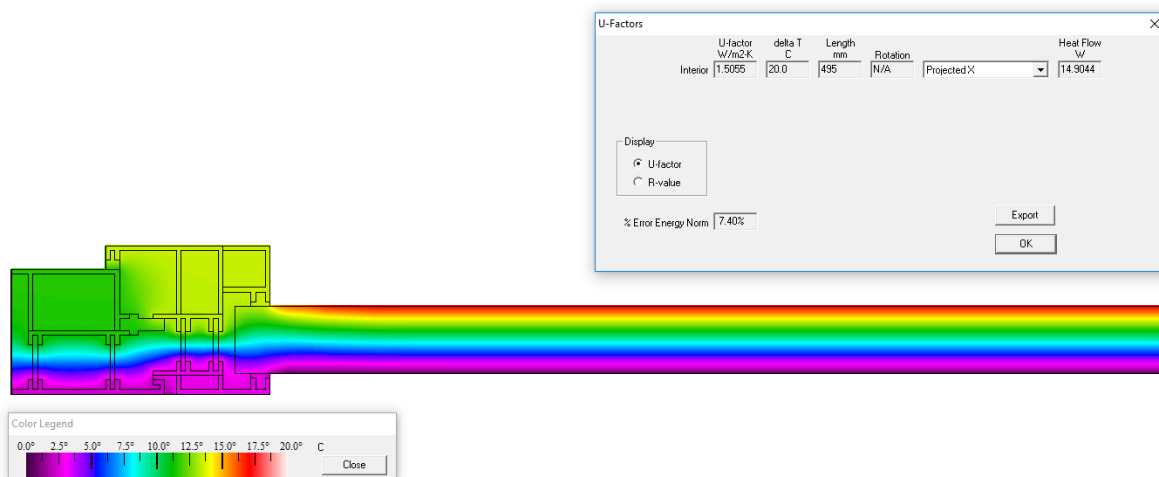 U-Factors
U-factor delta T Length Heat Flow
W/m2-K C mm Rotation W
Interior 1.5055 20.0 495 N/A Projected X 14.9044
Display
U-factor
R-value
% Error Energy Norm 7.40%
Export
OK
Color Legend
0.0° 2.5° 5.0° 7.5° 10.0° 12.5° 15.0° 17.5° 20.0° C
Close